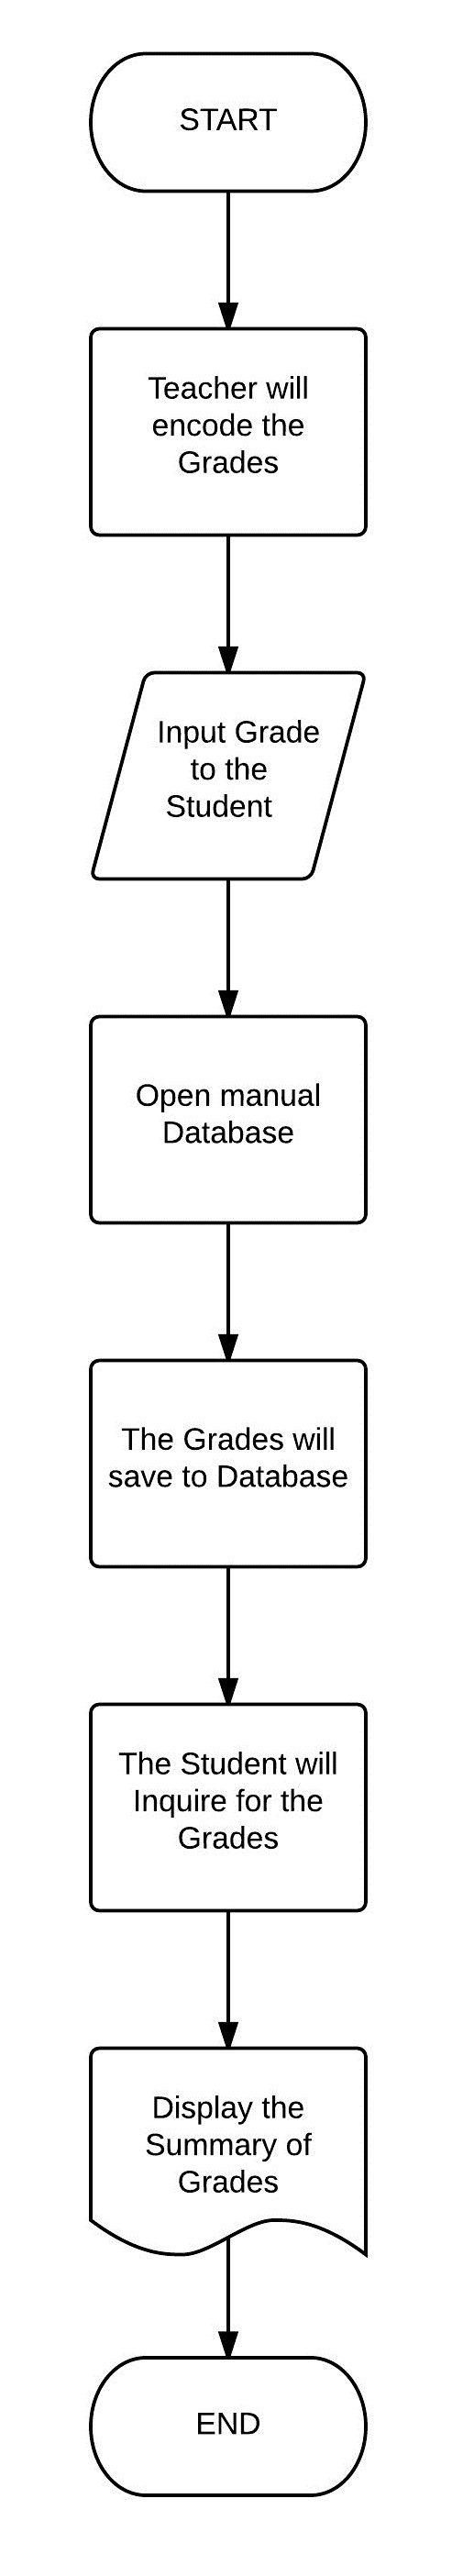 START
Teacher will
encode the
Grades
Input Grade
to the
Student
Open manual
Database
The Grades will
save to Database
The Student will
Inquire for the
Grades
Display the
Summary of
Grades
END